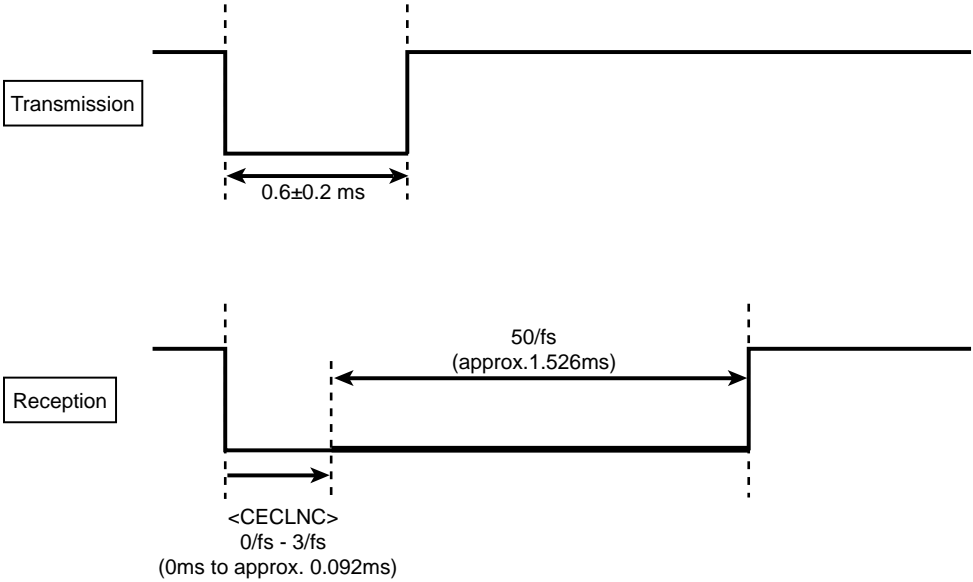 Transmission
0.6±0.2 ms
50/fs
(approx.1.526ms)
Reception
<CECLNC>
0/fs - 3/fs
(0ms to approx. 0.092ms)